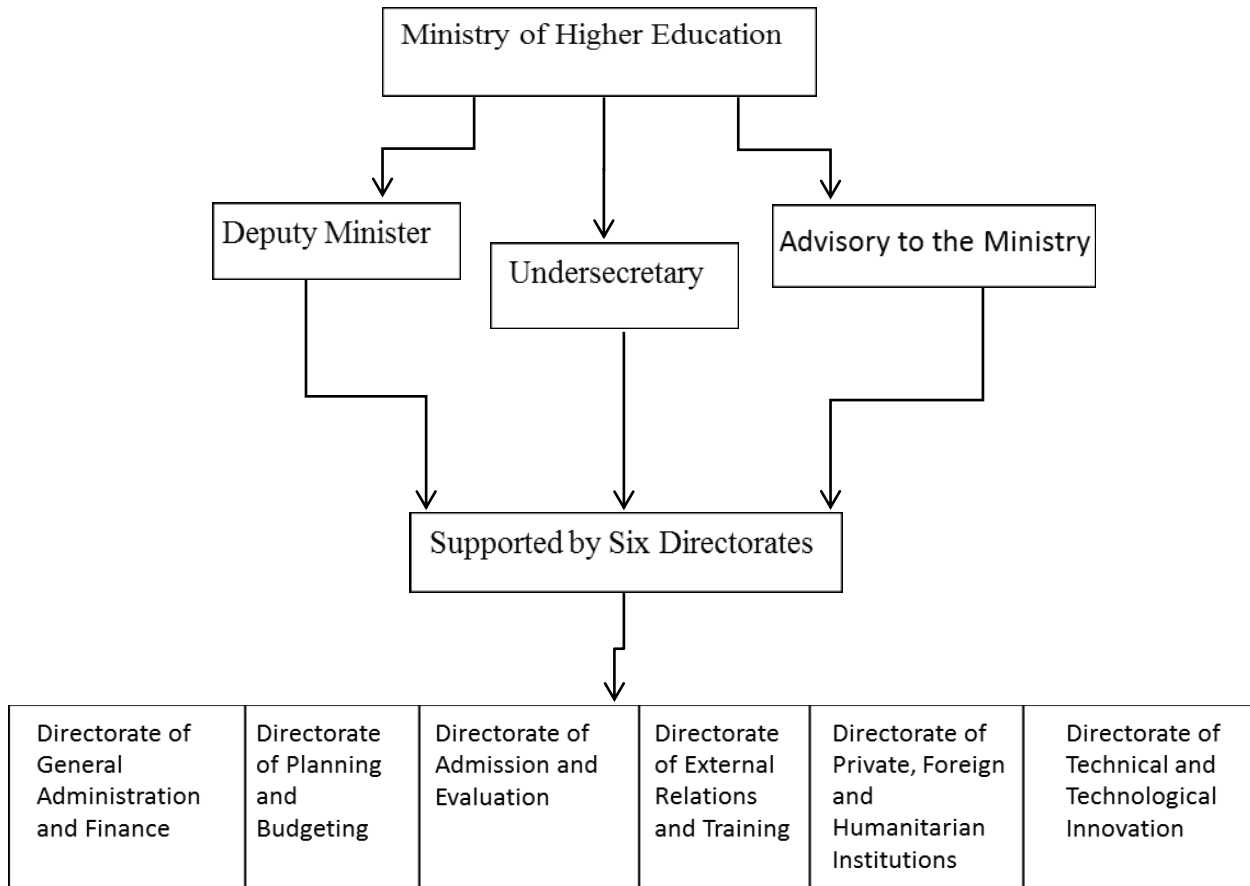 Ministry of Higher Education
Deputy Minister
Undersecretary
Advisory to the Ministry
Supported by Six Directorates
Directorate of
General
Administration
and Finance
Directorate
of Planning
and
Budgeting
Directorate of
Admission and
Evaluation
Directorate
of External
Relations
and Training
Directorate of
Private, Foreign
and
Humanitarian
Institutions
Directorate of
Technical and
Technological
Innovation